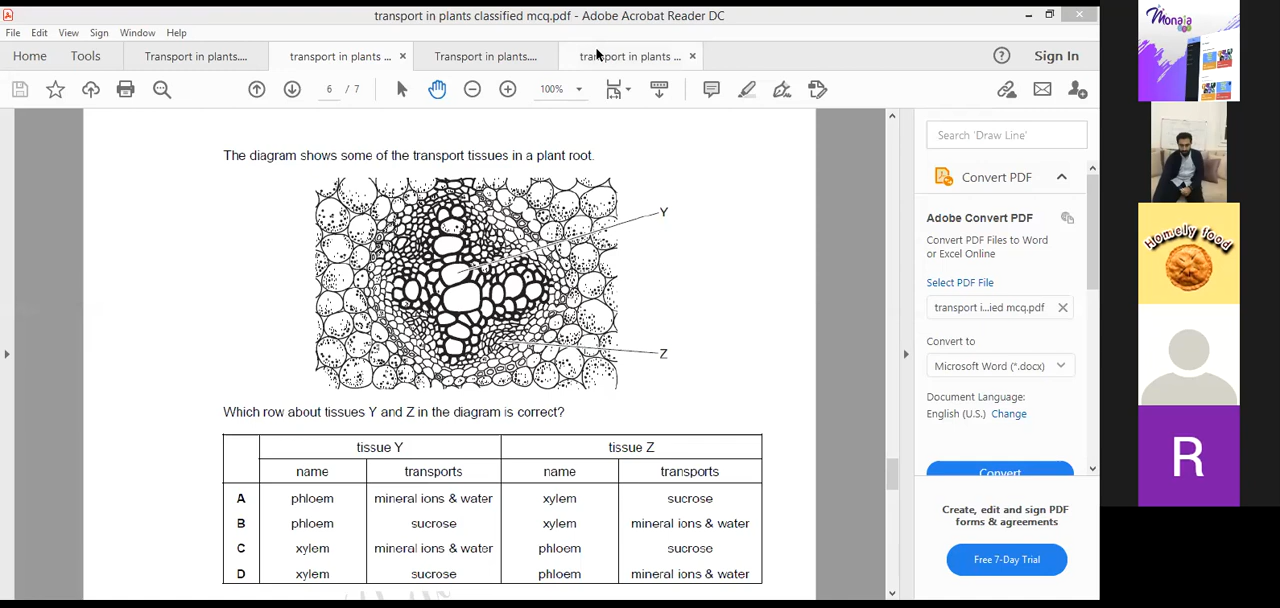 transport in plants classified mcq.pdf - Adobe Acrobat Reader DC
File Edit View Sign Window Help
Home Tools Transport in plants.... transport in plants ... × Transport in plants.... transport in plants ... × ? Sign In
6 / 7 100%
The diagram shows some of the transport tissues in a plant root.
Y
Z
Which row about tissues Y and Z in the diagram is correct?
tissue Y tissue Z
name transports name transports
A phloem mineral ions & water xylem sucrose
B phloem sucrose xylem mineral ions & water
C xylem mineral ions & water phloem sucrose
D xylem sucrose phloem mineral ions & water
Search 'Draw Line'
Convert PDF
Adobe Convert PDF
Convert PDF Files to Word
or Excel Online
Select PDF File
transport i...ied mcq.pdf
Convert to
Microsoft Word (*.docx)
Document Language:
English (U.S.) Change
Convert
Create, edit and sign PDF
forms & agreements
Free 7-Day Trial
Homely food
R